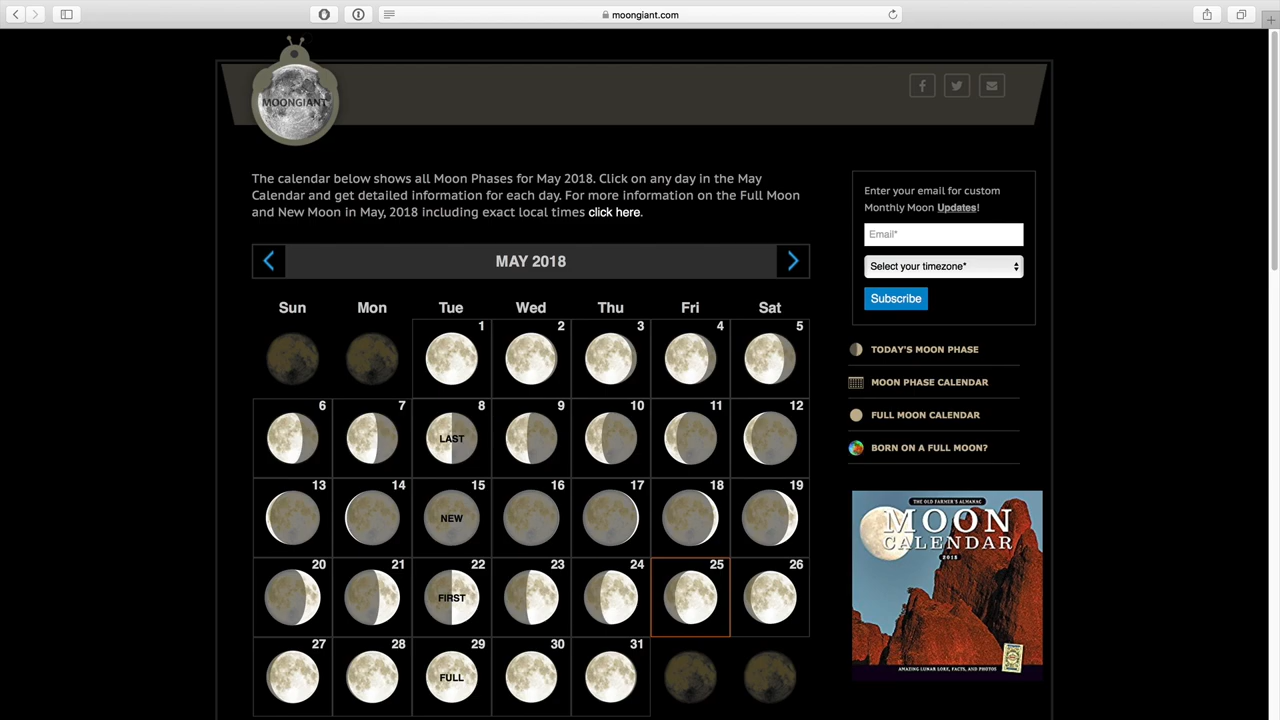 moongiant.com
MOONGIANT
The calendar below shows all Moon Phases for May 2018. Click on any day in the May
Calendar and get detailed information for each day. For more information on the Full Moon
and New Moon in May, 2018 including exact local times click here.
MAY 2018
Sun Mon Tue Wed Thu Fri Sat
1 2 3 4 5
6 7 8 9 10 11 12
LAST
13 14 15 16 17 18 19
NEW
20 21 22 23 24 25 26
FIRST
27 28 29 30 31
FULL
Enter your email for custom
Monthly Moon Updates!
Email*
Select your timezone*
Subscribe
TODAY'S MOON PHASE
MOON PHASE CALENDAR
FULL MOON CALENDAR
BORN ON A FULL MOON?
THE OLD FARMER'S ALMANAC
MOON
CALENDAR
2018
AMAZING LUNAR LORE, FACTS, AND PHOTOS